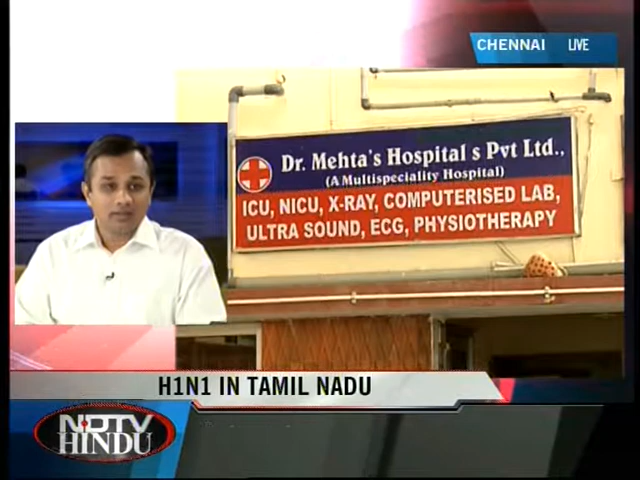 CHENNAI LIVE
Dr. Mehta's Hospital s Pvt Ltd.,
(A Multispeciality Hospital)
ICU, NICU, X-RAY, COMPUTERISED LAB,
ULTRA SOUND, ECG, PHYSIOTHERAPY
H1N1 IN TAMIL NADU
NDTV
HINDU